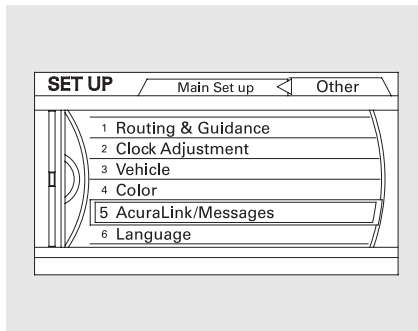 SET UP Main Set up Other
1 Routing & Guidance
2 Clock Adjustment
3 Vehicle
4 Color
5 AcuraLink/Messages
6 Language